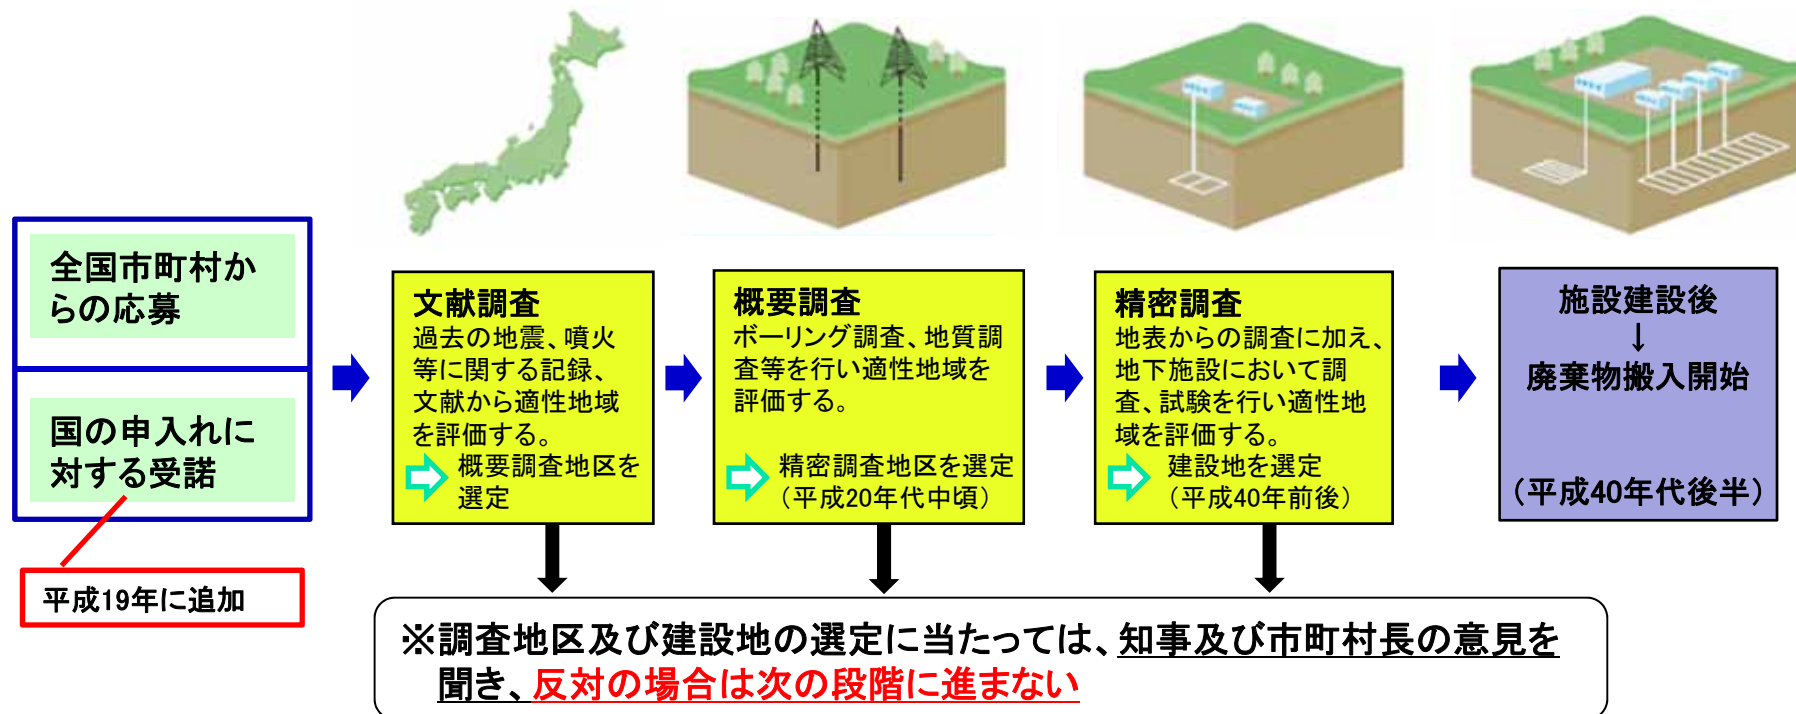 全国市町村か
らの応募
国の申入れに
対する受諾
平成19年に追加
文献調査
過去の地震、噴火
等に関する記録、
文献から適性地域
を評価する。
概要調査地区を
選定
概要調査
ボーリング調査、地質調
査等を行い適性地域を
評価する。
精密調査地区を選定
（平成20年代中頃）
精密調査
地表からの調査に加え、
地下施設において調
査、試験を行い適性地
域を評価する。
建設地を選定
（平成40年前後）
施設建設後
↓
廃棄物搬入開始
（平成40年代後半）
※調査地区及び建設地の選定に当たっては、知事及び市町村長の意見を
聞き、反対の場合は次の段階に進まない